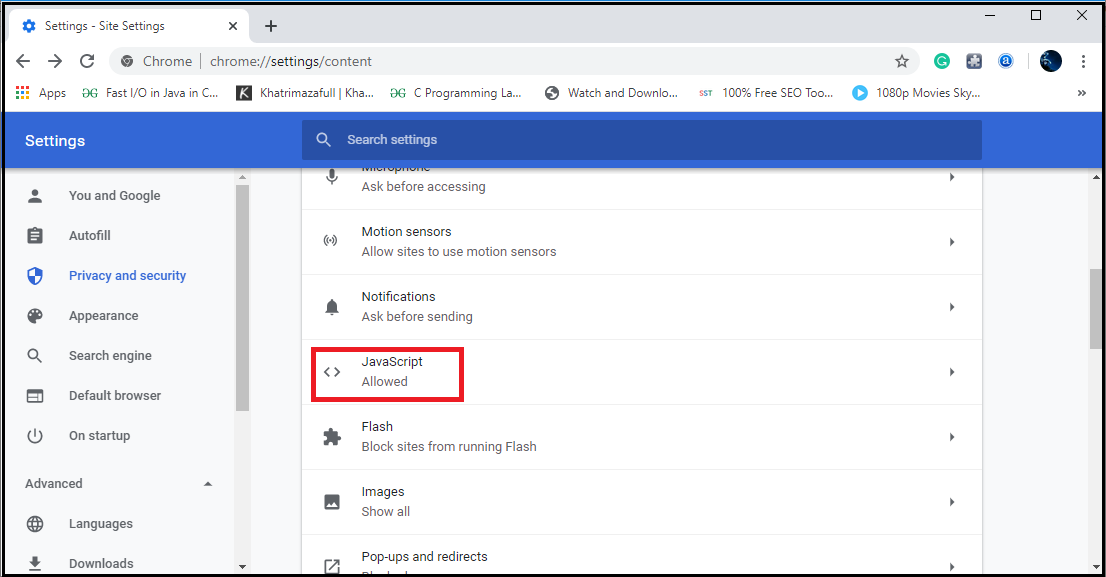 Settings - Site Settings
Chrome
chrome://settings/content
Apps
Fast I/O in Java in C...
Khatrimazafull | Kha...
C Programming La...
Watch and Downlo...
SST
100% Free SEO Too...
1080p Movies Sky...
»
Settings
Search settings
You and Google
Autofill
Privacy and security
Appearance
Search engine
Default browser
On startup
Advanced
Languages
Downloads
Microphone
Ask before accessing
Motion sensors
Allow sites to use motion sensors
Notifications
Ask before sending
JavaScript
Allowed
Flash
Block sites from running Flash
Images
Show all
Pop-ups and redirects